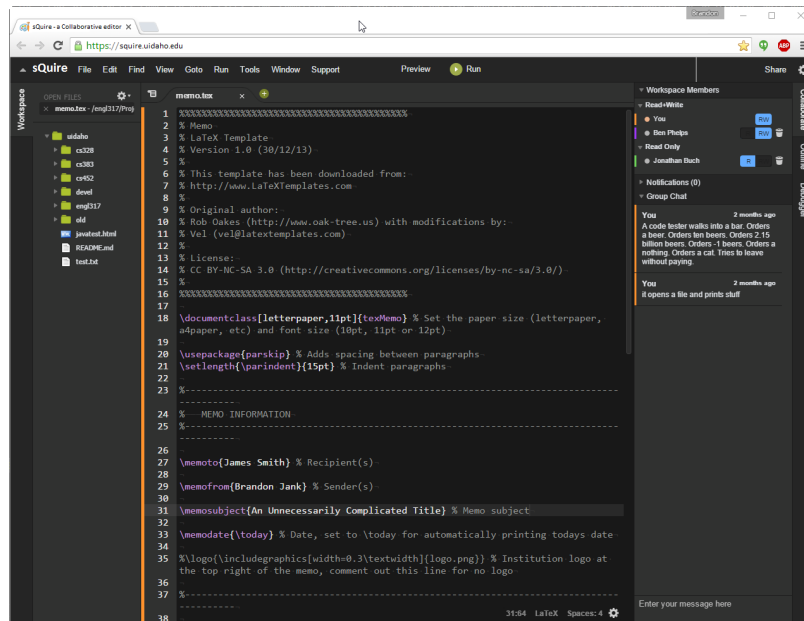 Brandon
sQuire - a Collaborative editor
https://squire.uidaho.edu
ABP
sQuire File Edit Find View Goto Run Tools Window Support Preview Run Share
Workspace
OPEN FILES
memo.tex - /engl317/Proj
uidaho
cs328
cs383
cs452
devel
engl317
old
javatest.html
README.md
test.txt
memo.tex
1 %%%%%%%%%%%%%%%%%%%%%%%%%%%%%%%%%%%%%%%%%
2 % Memo
3 % LaTeX Template
4 % Version 1.0 (30/12/13)
5 %
6 % This template has been downloaded from:
7 % http://www.LaTeXTemplates.com
8 %
9 % Original author:
10 % Rob Oakes (http://www.oak-tree.us) with modifications by:
11 % Vel (vel@latextemplates.com)
12 %
13 % License:
14 % CC BY-NC-SA 3.0 (http://creativecommons.org/licenses/by-nc-sa/3.0/)
15 %
16 %%%%%%%%%%%%%%%%%%%%%%%%%%%%%%%%%%%%%%%%%
17
18 \documentclass[letterpaper,11pt]{texMemo} % Set the paper size (letterpaper,
a4paper, etc) and font size (10pt, 11pt or 12pt)
19
20 \usepackage{parskip} % Adds spacing between paragraphs
21 \setlength{\parindent}{15pt} % Indent paragraphs
22
23 %------------------------------------------------------------------------------
----------
24 % MEMO INFORMATION
25 %------------------------------------------------------------------------------
----------
26
27 \memoto{James Smith} % Recipient(s)
28
29 \memofrom{Brandon Jank} % Sender(s)
30
31 \memosubject{An Unnecessarily Complicated Title} % Memo subject
32
33 \memodate{\today} % Date, set to \today for automatically printing todays date
34
35 %\logo{\includegraphics[width=0.3\textwidth]{logo.png}} % Institution logo at
the top right of the memo, comment out this line for no logo
36
37 %------------------------------------------------------------------------------
----------
38
31:64 LaTeX Spaces: 4
Workspace Members
Read+Write
You RW
Ben Phelps RW
Read Only
Jonathan Buch R
Notifications (0)
Group Chat
You 2 months ago
A code tester walks into a bar. Orders
a beer. Orders ten beers. Orders 2.15
billion beers. Orders -1 beers. Orders a
nothing. Orders a cat. Tries to leave
without paying.
You 2 months ago
it opens a file and prints stuff
Enter your message here
Collaborate
Outline
Debugger